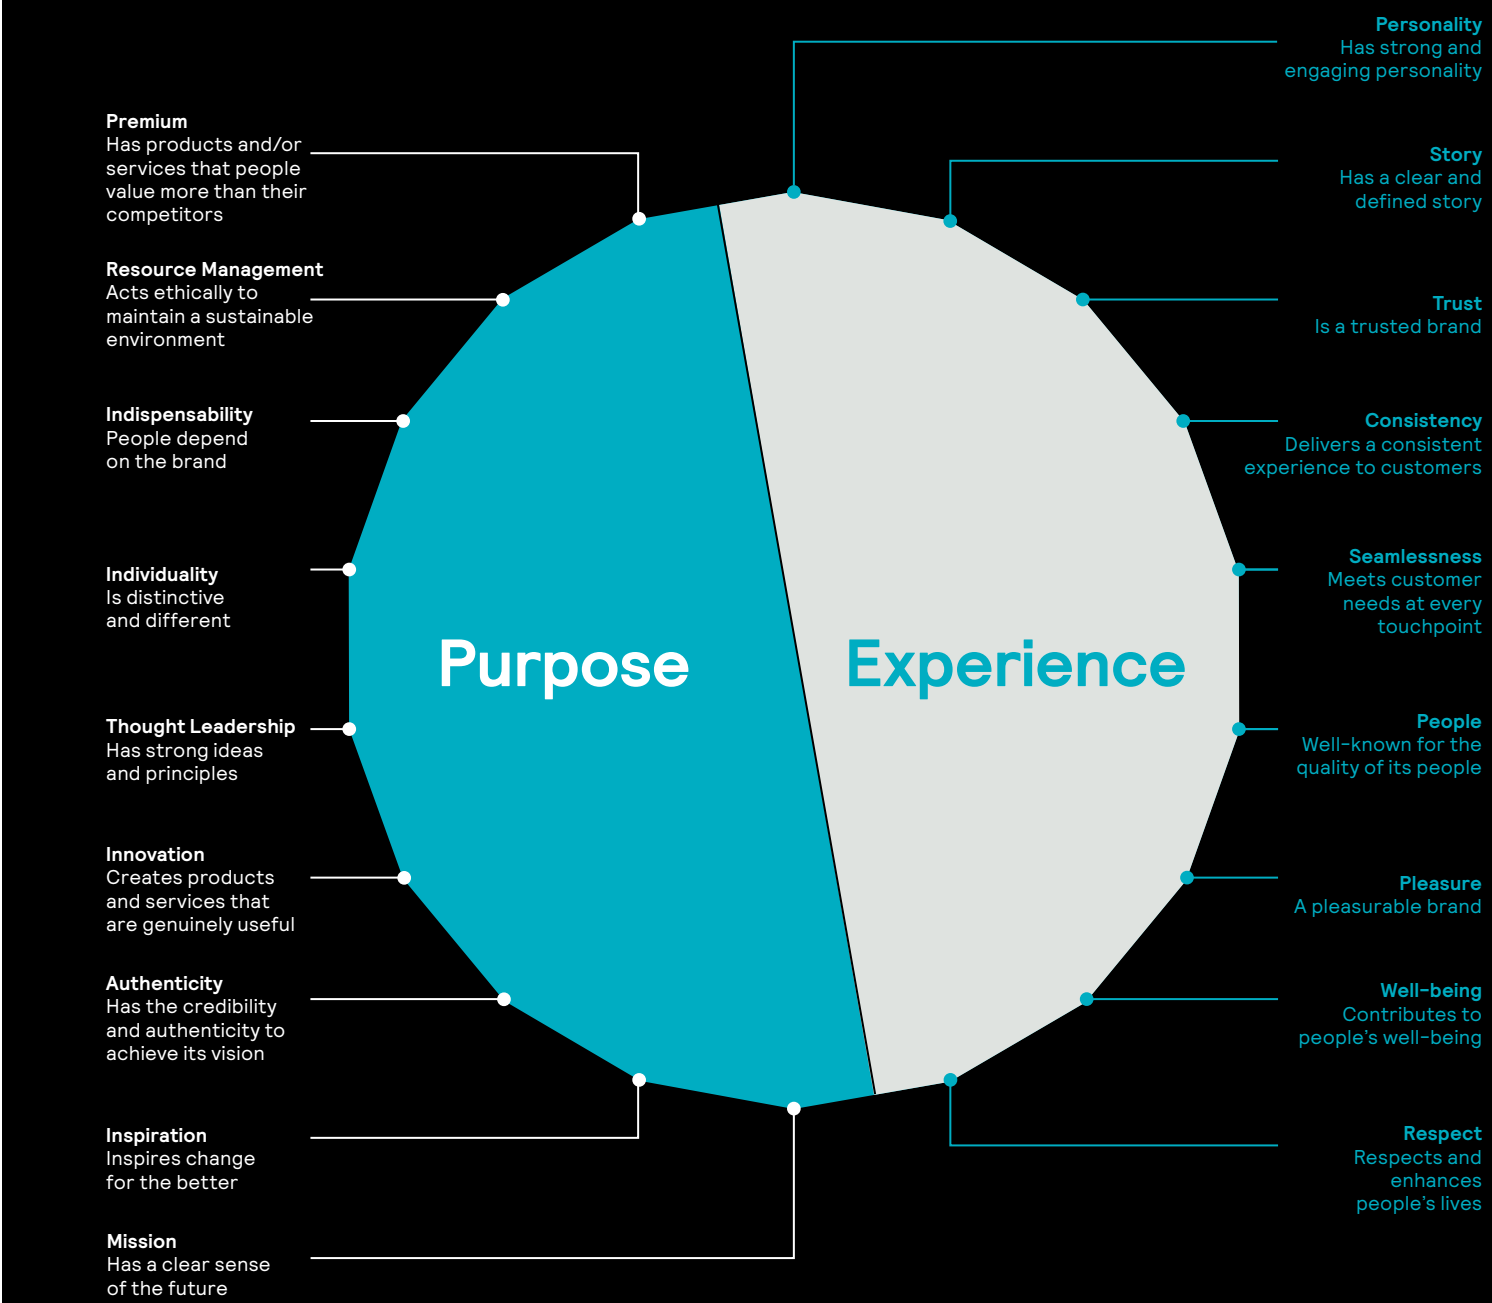 Premium
Has products and/or
services that people
value more than their
competitors
Resource Management
Acts ethically to
maintain a sustainable
environment
Indispensability
People depend
on the brand
Individuality
Is distinctive
and different
Thought Leadership
Has strong ideas
and principles
Innovation
Creates products
and services that
are genuinely useful
Authenticity
Has the credibility
and authenticity to
achieve its vision
Inspiration
Inspires change
for the better
Mission
Has a clear sense
of the future
Purpose
Experience
Personality
Has strong and
engaging personality
Story
Has a clear and
defined story
Trust
Is a trusted brand
Consistency
Delivers a consistent
experience to customers
Seamlessness
Meets customer
needs at every
touchpoint
People
Well-known for the
quality of its people
Pleasure
A pleasurable brand
Well-being
Contributes to
people's well-being
Respect
Respects and
enhances
people's lives